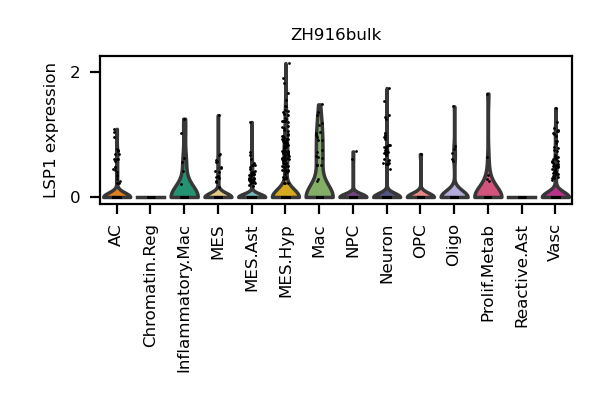 ZH916bulk
LSP1 expression
2
0
AC
Chromatin.Reg
Inflammatory.Mac
MES
MES.Ast
MES.Hyp
Mac
NPC
Neuron
OPC
Oligo
Prolif.Metab
Reactive.Ast
Vasc